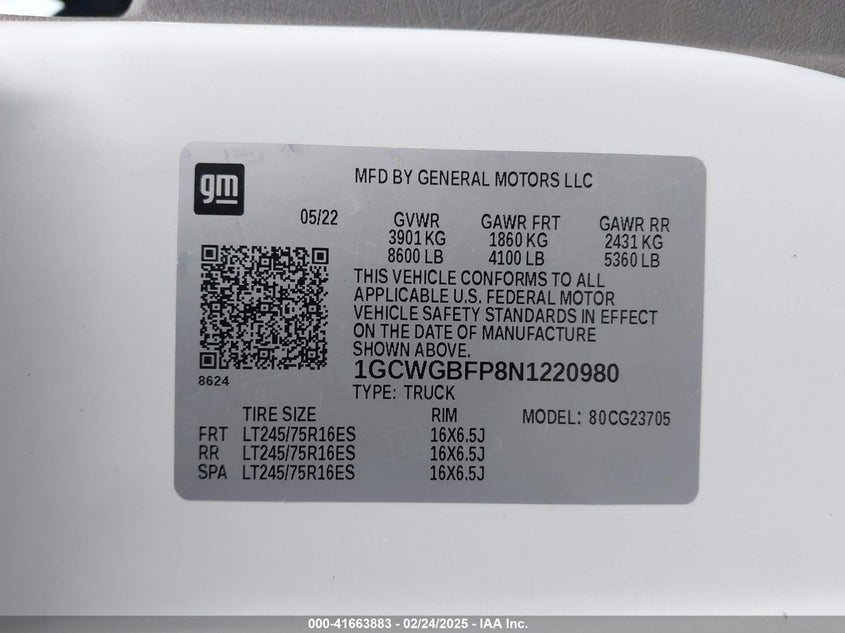 gm
MFD BY GENERAL MOTORS LLC
05/22 GVWR GAWR FRT GAWR RR
3901 KG 1860 KG 2431 KG
8600 LB 4100 LB 5360 LB
THIS VEHICLE CONFORMS TO ALL
APPLICABLE U.S. FEDERAL MOTOR
VEHICLE SAFETY STANDARDS IN EFFECT
ON THE DATE OF MANUFACTURE
SHOWN ABOVE.
8624
1GCWGBFP8N1220980
TYPE: TRUCK
TIRE SIZE RIM MODEL: 80CG23705
FRT LT245/75R16ES 16X6.5J
RR LT245/75R16ES 16X6.5J
SPA LT245/75R16ES 16X6.5J
000-41663883 - 02/24/2025 - IAAI.COM